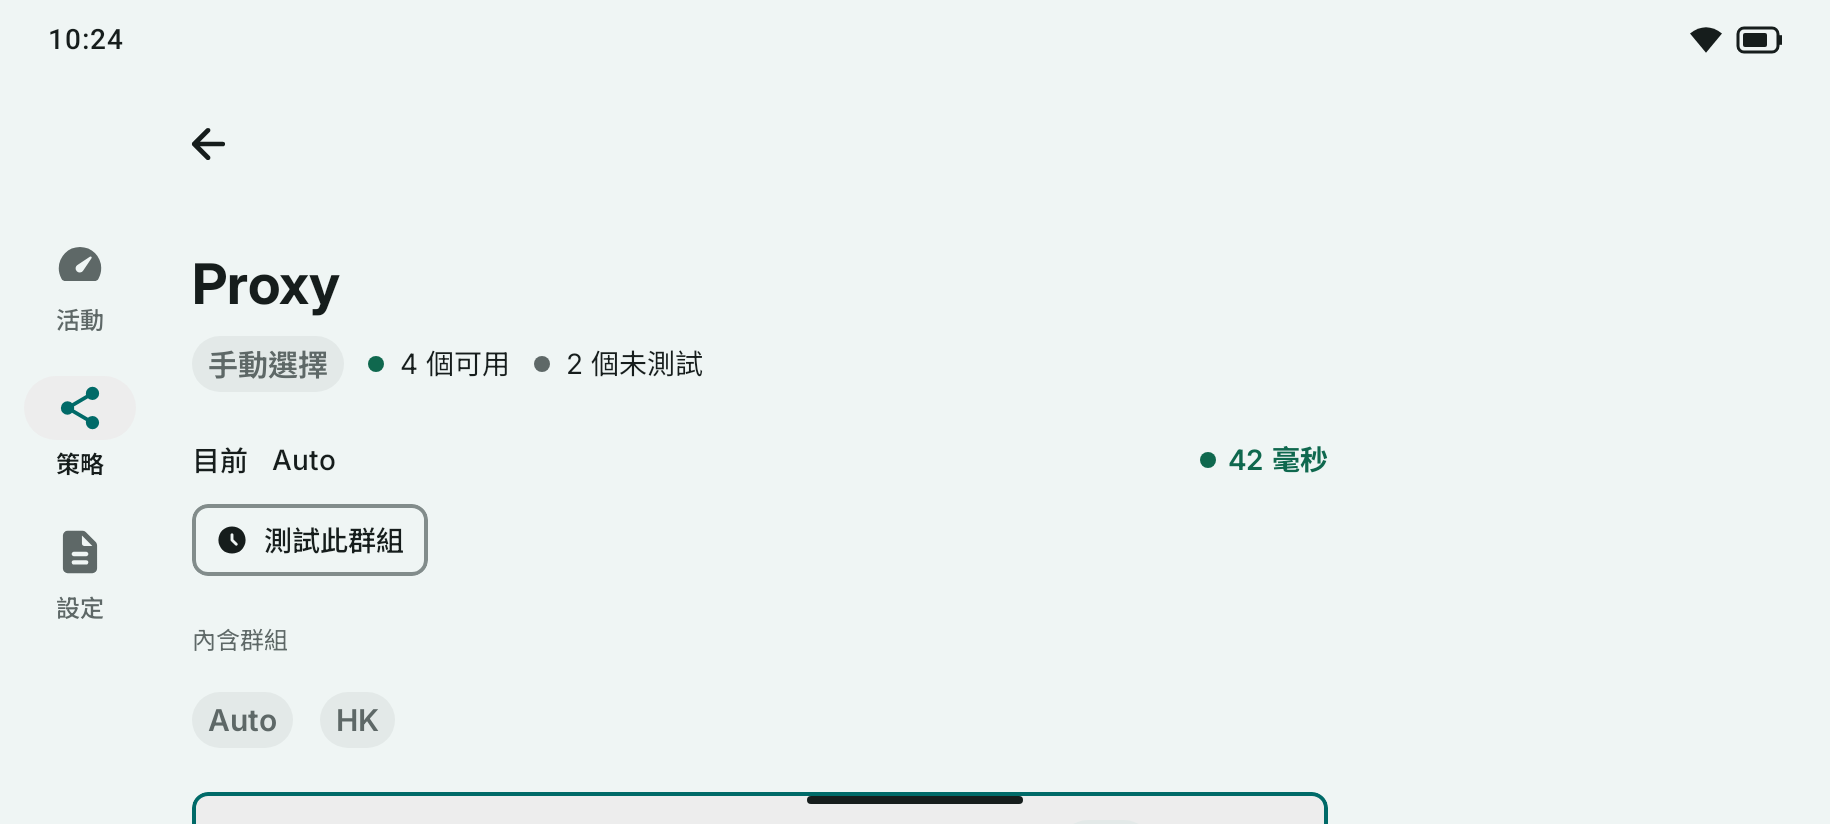 10:24
活動
策略
設定
Proxy
手動選擇 4 個可用 2 個未測試
目前 Auto 42 毫秒
測試此群組
內含群組
Auto HK